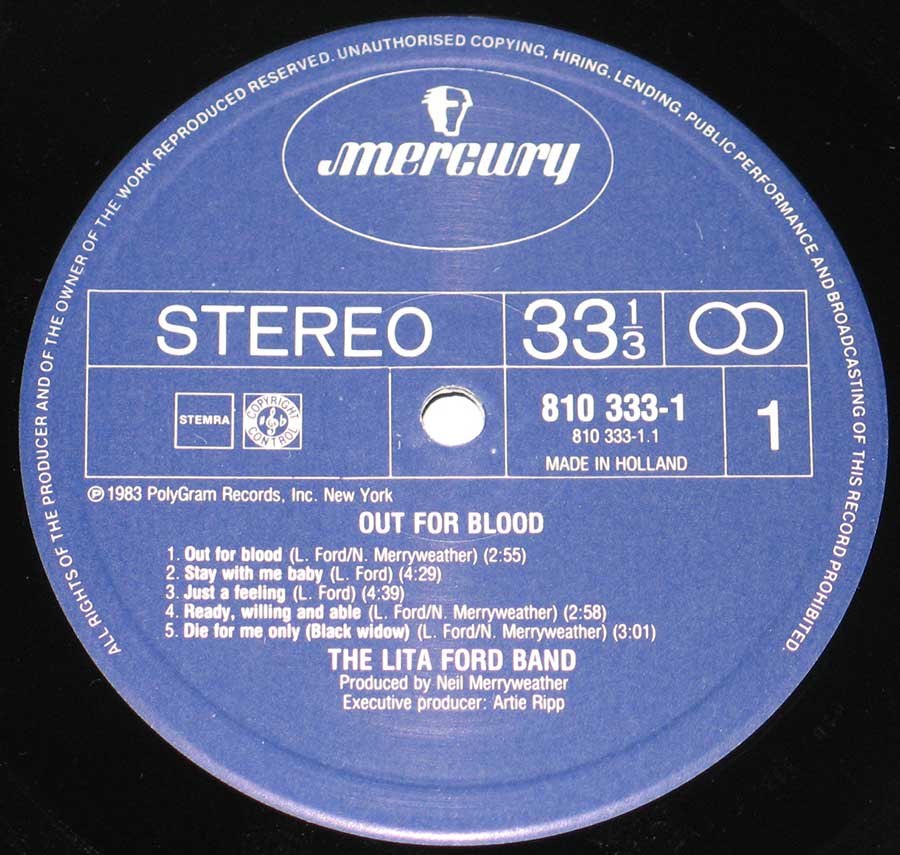 ALL RIGHTS OF THE PRODUCER AND OF THE OWNER OF THE WORK REPRODUCED RESERVED. UNAUTHORISED COPYING, HIRING, LENDING, PUBLIC PERFORMANCE AND BROADCASTING OF THIS RECORD PROHIBITED.
mercury
STEREO 33 1/3
STEMRA COPYRIGHT CONTROL 810 333-1 1
810 333-1.1
MADE IN HOLLAND
℗ 1983 PolyGram Records, Inc. New York
OUT FOR BLOOD
1. Out for blood (L. Ford/N. Merryweather) (2:55)
2. Stay with me baby (L. Ford) (4:29)
3. Just a feeling (L. Ford) (4:39)
4. Ready, willing and able (L. Ford/N. Merryweather) (2:58)
5. Die for me only (Black widow) (L. Ford/N. Merryweather) (3:01)
THE LITA FORD BAND
Produced by Neil Merryweather
Executive producer: Artie Ripp